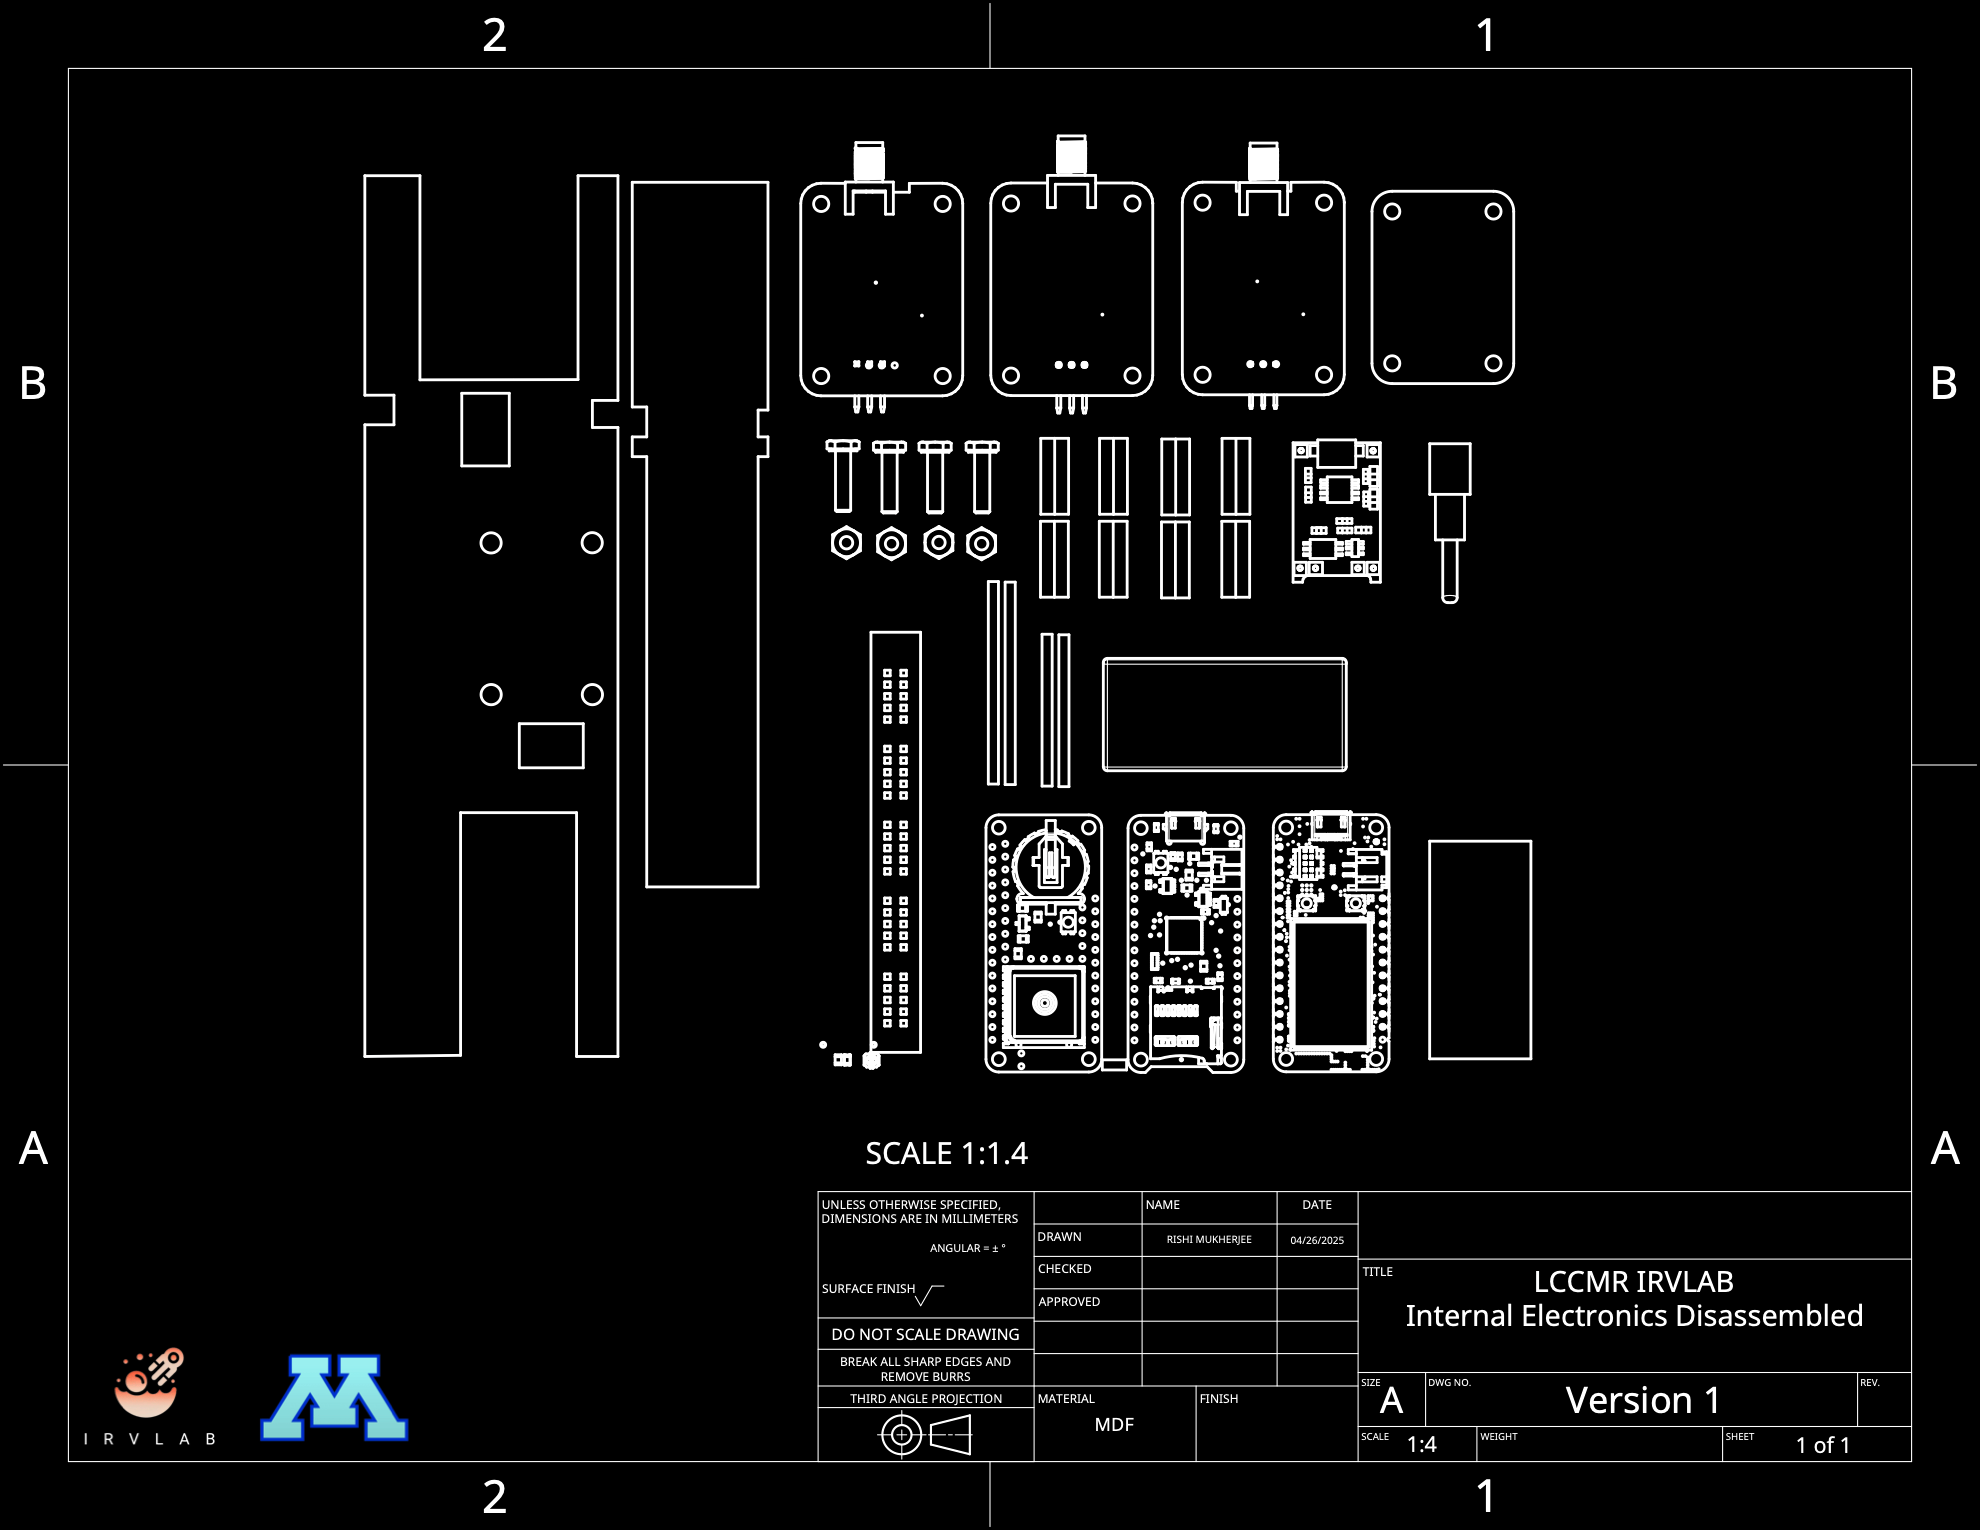 2
1
B
B
A
A
SCALE 1:1.4
UNLESS OTHERWISE SPECIFIED,
DIMENSIONS ARE IN MILLIMETERS
ANGULAR = ± °
SURFACE FINISH
DO NOT SCALE DRAWING
BREAK ALL SHARP EDGES AND
REMOVE BURRS
THIRD ANGLE PROJECTION
NAME
DATE
DRAWN
RISHI MUKHERJEE
04/26/2025
CHECKED
APPROVED
MATERIAL
MDF
FINISH
TITLE
LCCMR IRVLAB
Internal Electronics Disassembled
SIZE
A
DWG NO.
Version 1
REV.
SCALE
1:4
WEIGHT
SHEET
1 of 1
I R V L A B
M
2
1